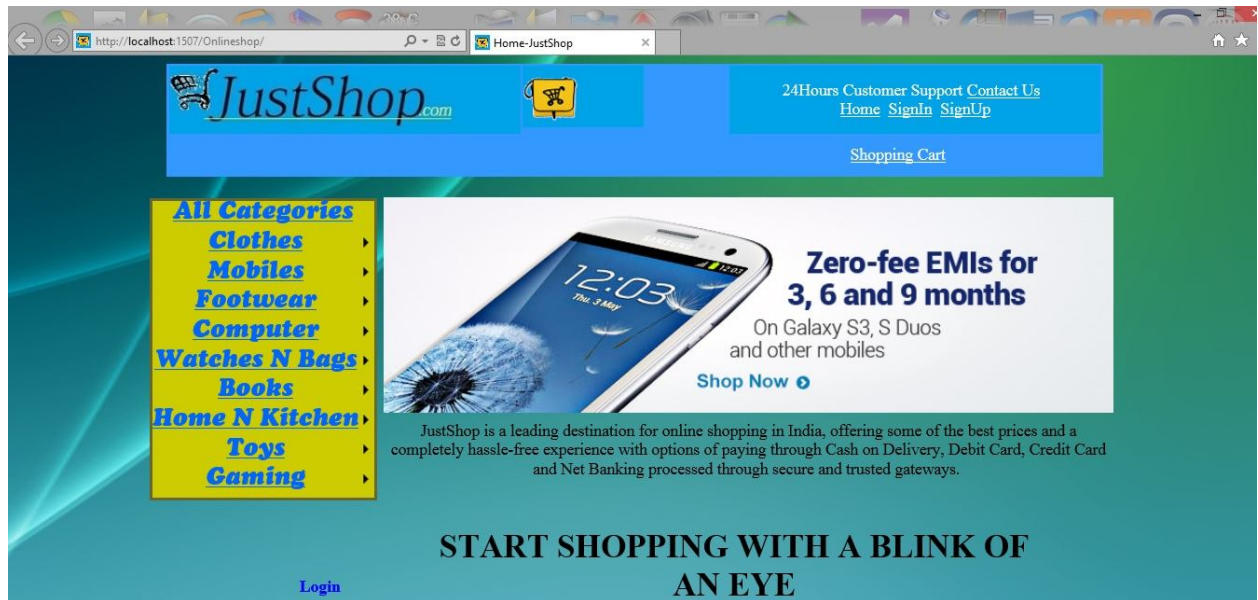 http://localhost:1507/Onlineshop/
Home-JustShop
JustShop.com
24Hours Customer Support Contact Us
Home SignIn SignUp
Shopping Cart
All Categories
Clothes
Mobiles
Footwear
Computer
Watches N Bags
Books
Home N Kitchen
Toys
Gaming
SAMSUNG
12:03
12:03
Thu. 3 May
Zero-fee EMIs for
3, 6 and 9 months
On Galaxy S3, S Duos
and other mobiles
Shop Now
JustShop is a leading destination for online shopping in India, offering some of the best prices and a
completely hassle-free experience with options of paying through Cash on Delivery, Debit Card, Credit Card
and Net Banking processed through secure and trusted gateways.
START SHOPPING WITH A BLINK OF
AN EYE
Login